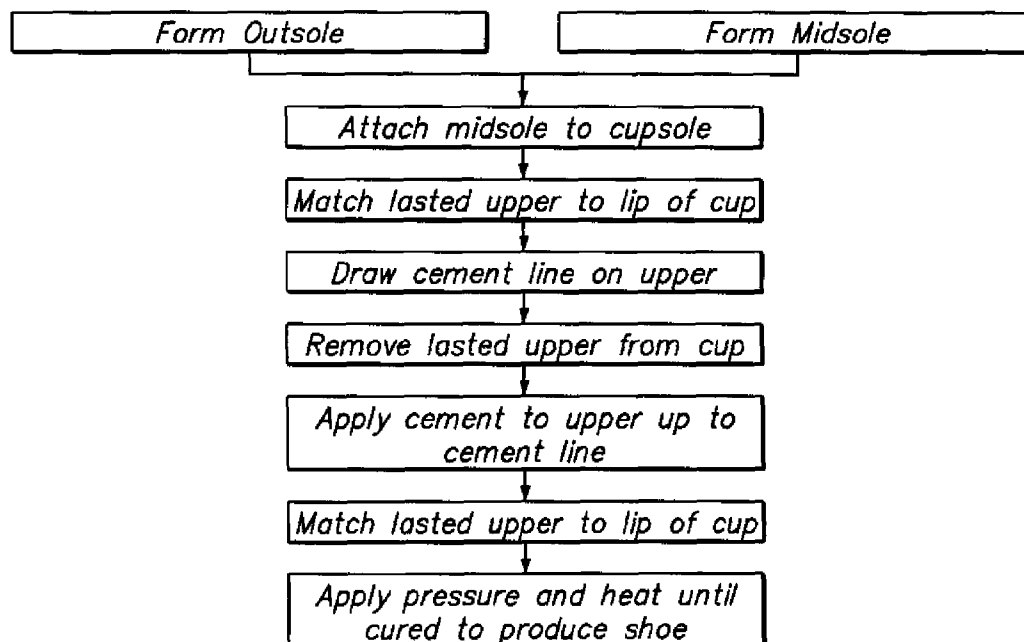 Form Outsole
Form Midsole
Attach midsole to cupsole
Match lasted upper to lip of cup
Draw cement line on upper
Remove lasted upper from cup
Apply cement to upper up to
cement line
Match lasted upper to lip of cup
Apply pressure and heat until
cured to produce shoe